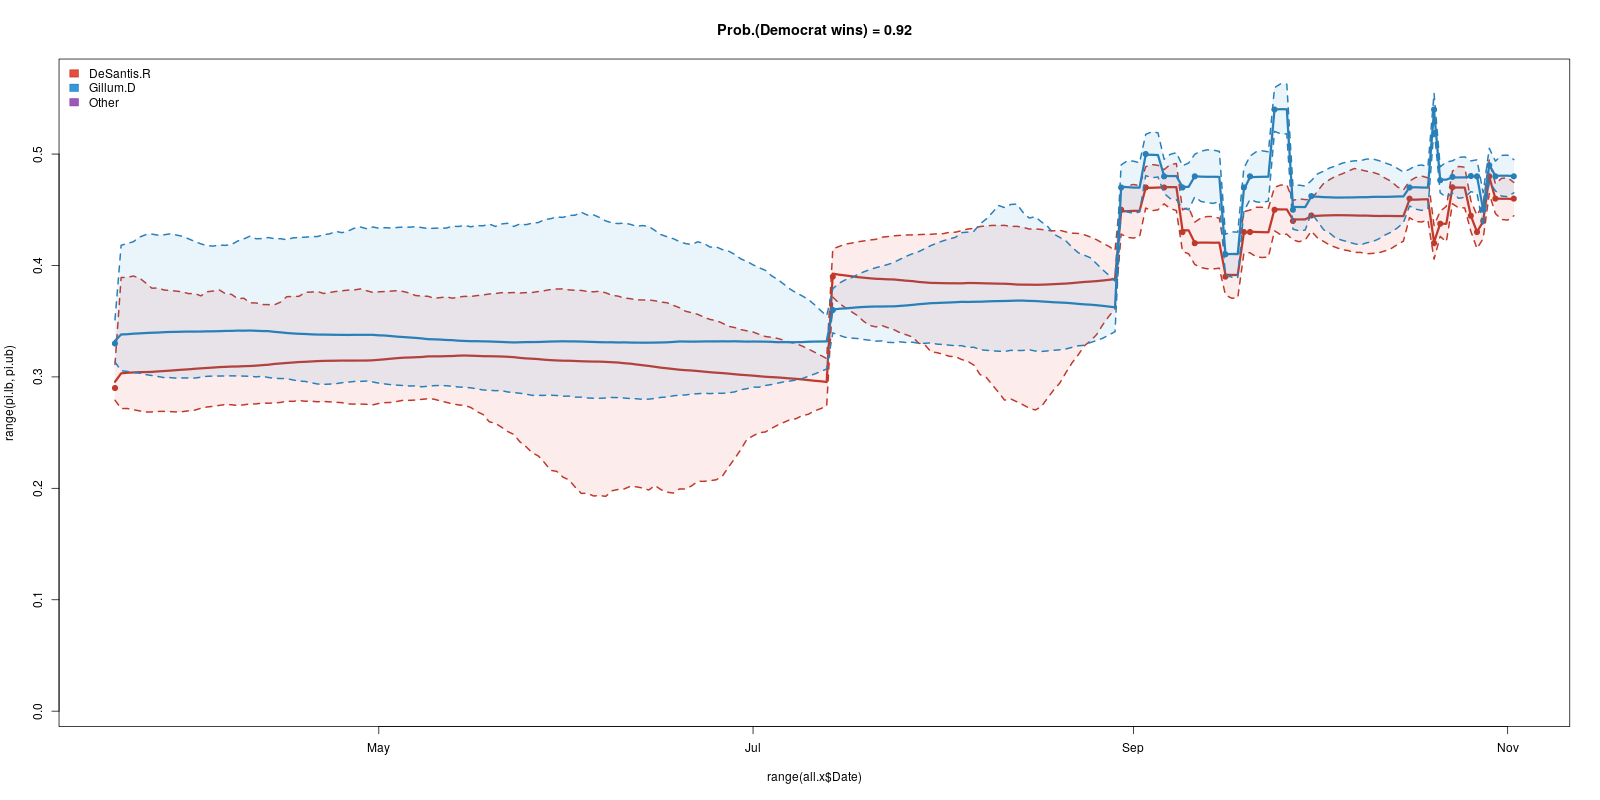 Prob.(Democrat wins) = 0.92
DeSantis.R
Gillum.D
Other
range(pi.lb, pi.ub)
0.5
0.4
0.3
0.2
0.1
0.0
May Jul Sep Nov
range(all.x$Date)